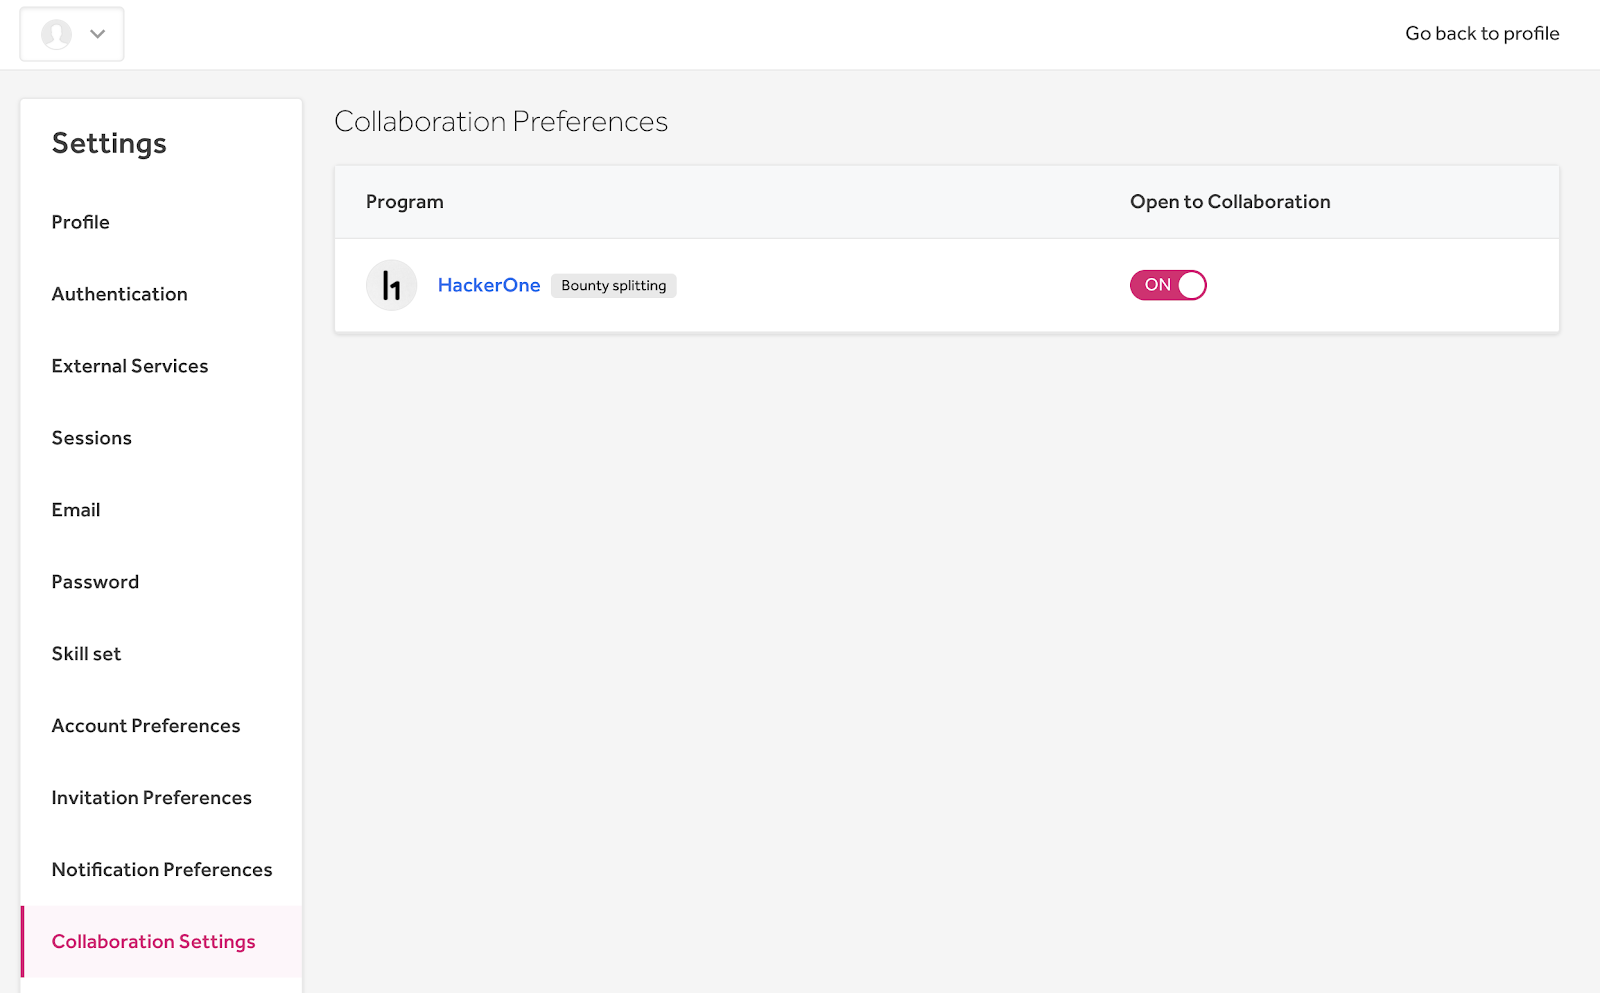 Go back to profile
Settings
Profile
Authentication
External Services
Sessions
Email
Password
Skill set
Account Preferences
Invitation Preferences
Notification Preferences
Collaboration Settings
Collaboration Preferences
Program Open to Collaboration
h1 HackerOne Bounty splitting ON